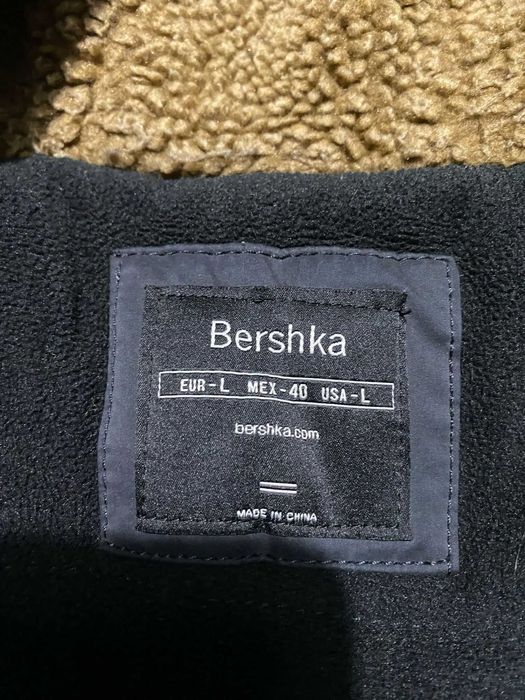 Bershka
EUR-L MEX-40 USA-L
bershka.com
MADE IN CHINA